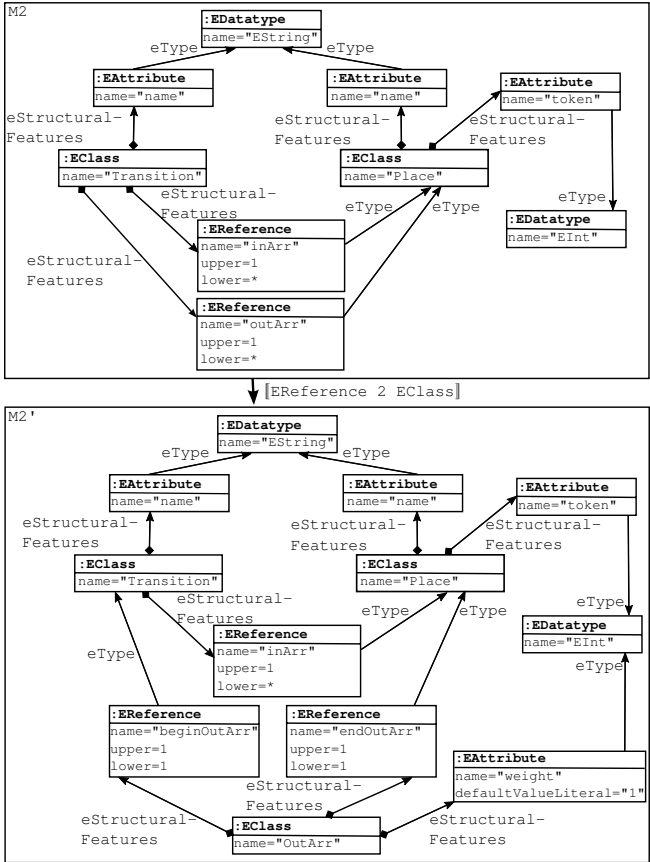 M2
:EDatatype
name="EString"
eType
eType
:EAttribute
name="name"
:EAttribute
name="name"
:EAttribute
name="token"
eStructural-
Features
eStructural-
Features
eStructural-
Features
:EClass
name="Transition"
:EClass
name="Place"
eStructural-
Features
eType
eType
eType
:EReference
name="inArr"
upper=1
lower=*
:EDatatype
name="EInt"
eStructural-
Features
:EReference
name="outArr"
upper=1
lower=*
⟦EReference 2 EClass⟧
M2'
:EDatatype
name="EString"
eType
eType
:EAttribute
name="name"
:EAttribute
name="name"
:EAttribute
name="token"
eStructural-
Features
eStructural-
Features
eStructural-
Features
:EClass
name="Transition"
:EClass
name="Place"
eStructural-
Features
eType
eType
eType
:EReference
name="inArr"
upper=1
lower=*
:EDatatype
name="EInt"
eType
eType
:EReference
name="beginOutArr"
upper=1
lower=1
:EReference
name="endOutArr"
upper=1
lower=1
:EAttribute
name="weight"
defaultValueLiteral="1"
eStructural-
Features
eStructural-
Features
eStructural-
Features
:EClass
name="OutArr"